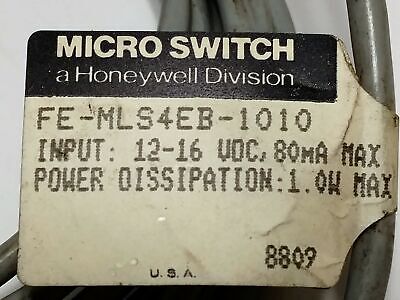 MICRO SWITCH
a Honeywell Division
FE-MLS4EB-1010
INPUT: 12-16 VDC, 80mA MAX
POWER DISSIPATION:1.0W MAX
8809
U.S.A.